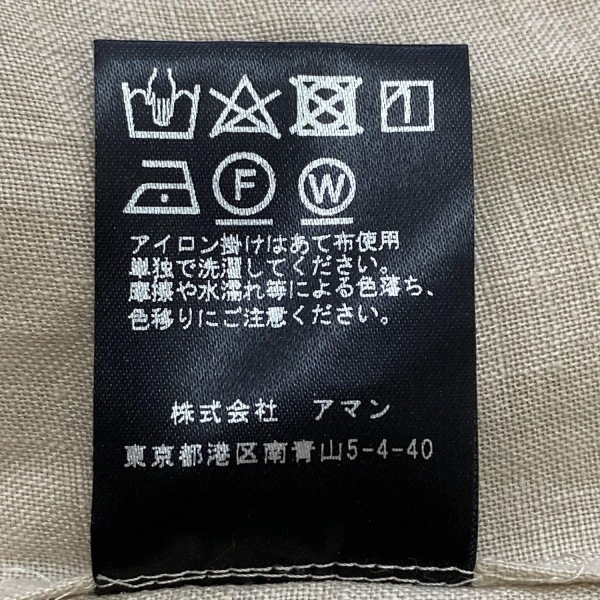 F W
アイロン掛けはあて布使用
単独で洗濯してください。
摩擦や水濡れ等による色落ち、
色移りにご注意ください。
株式会社 アマン
東京都港区南青山5-4-40